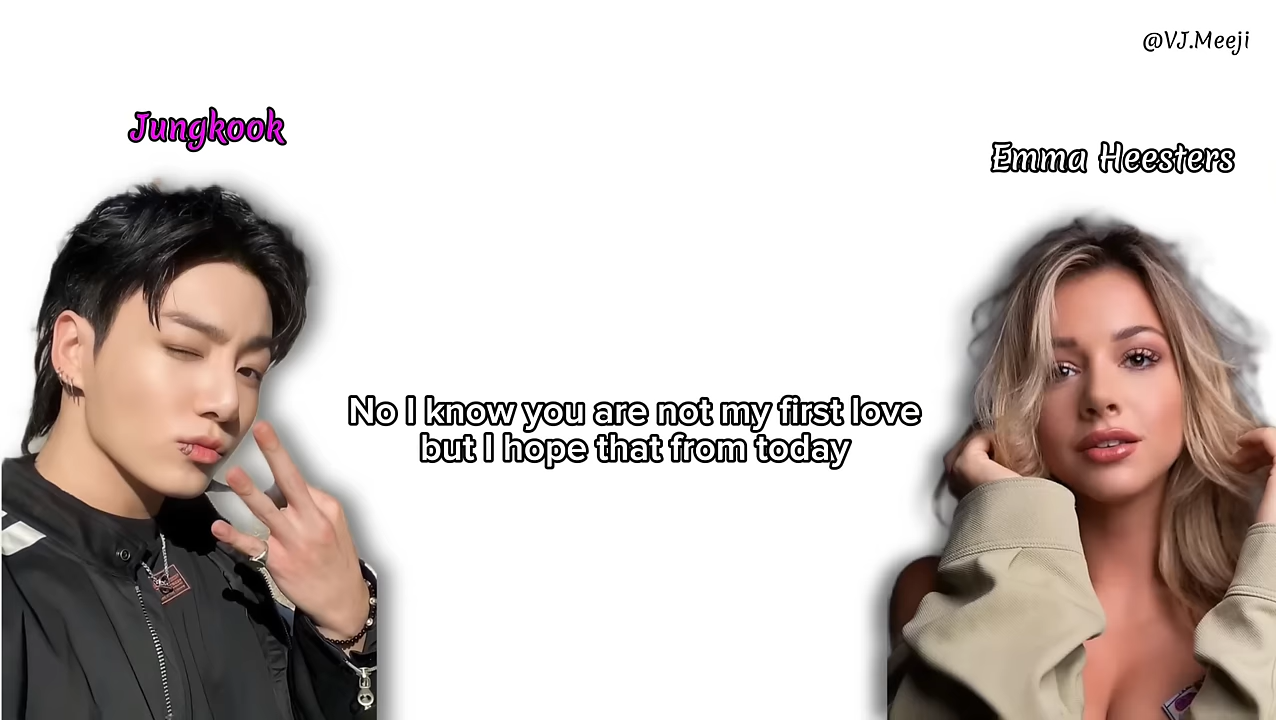 @VJ.Meeji
Jungkook
Emma Heesters
No I know you are not my first love
but I hope that from today